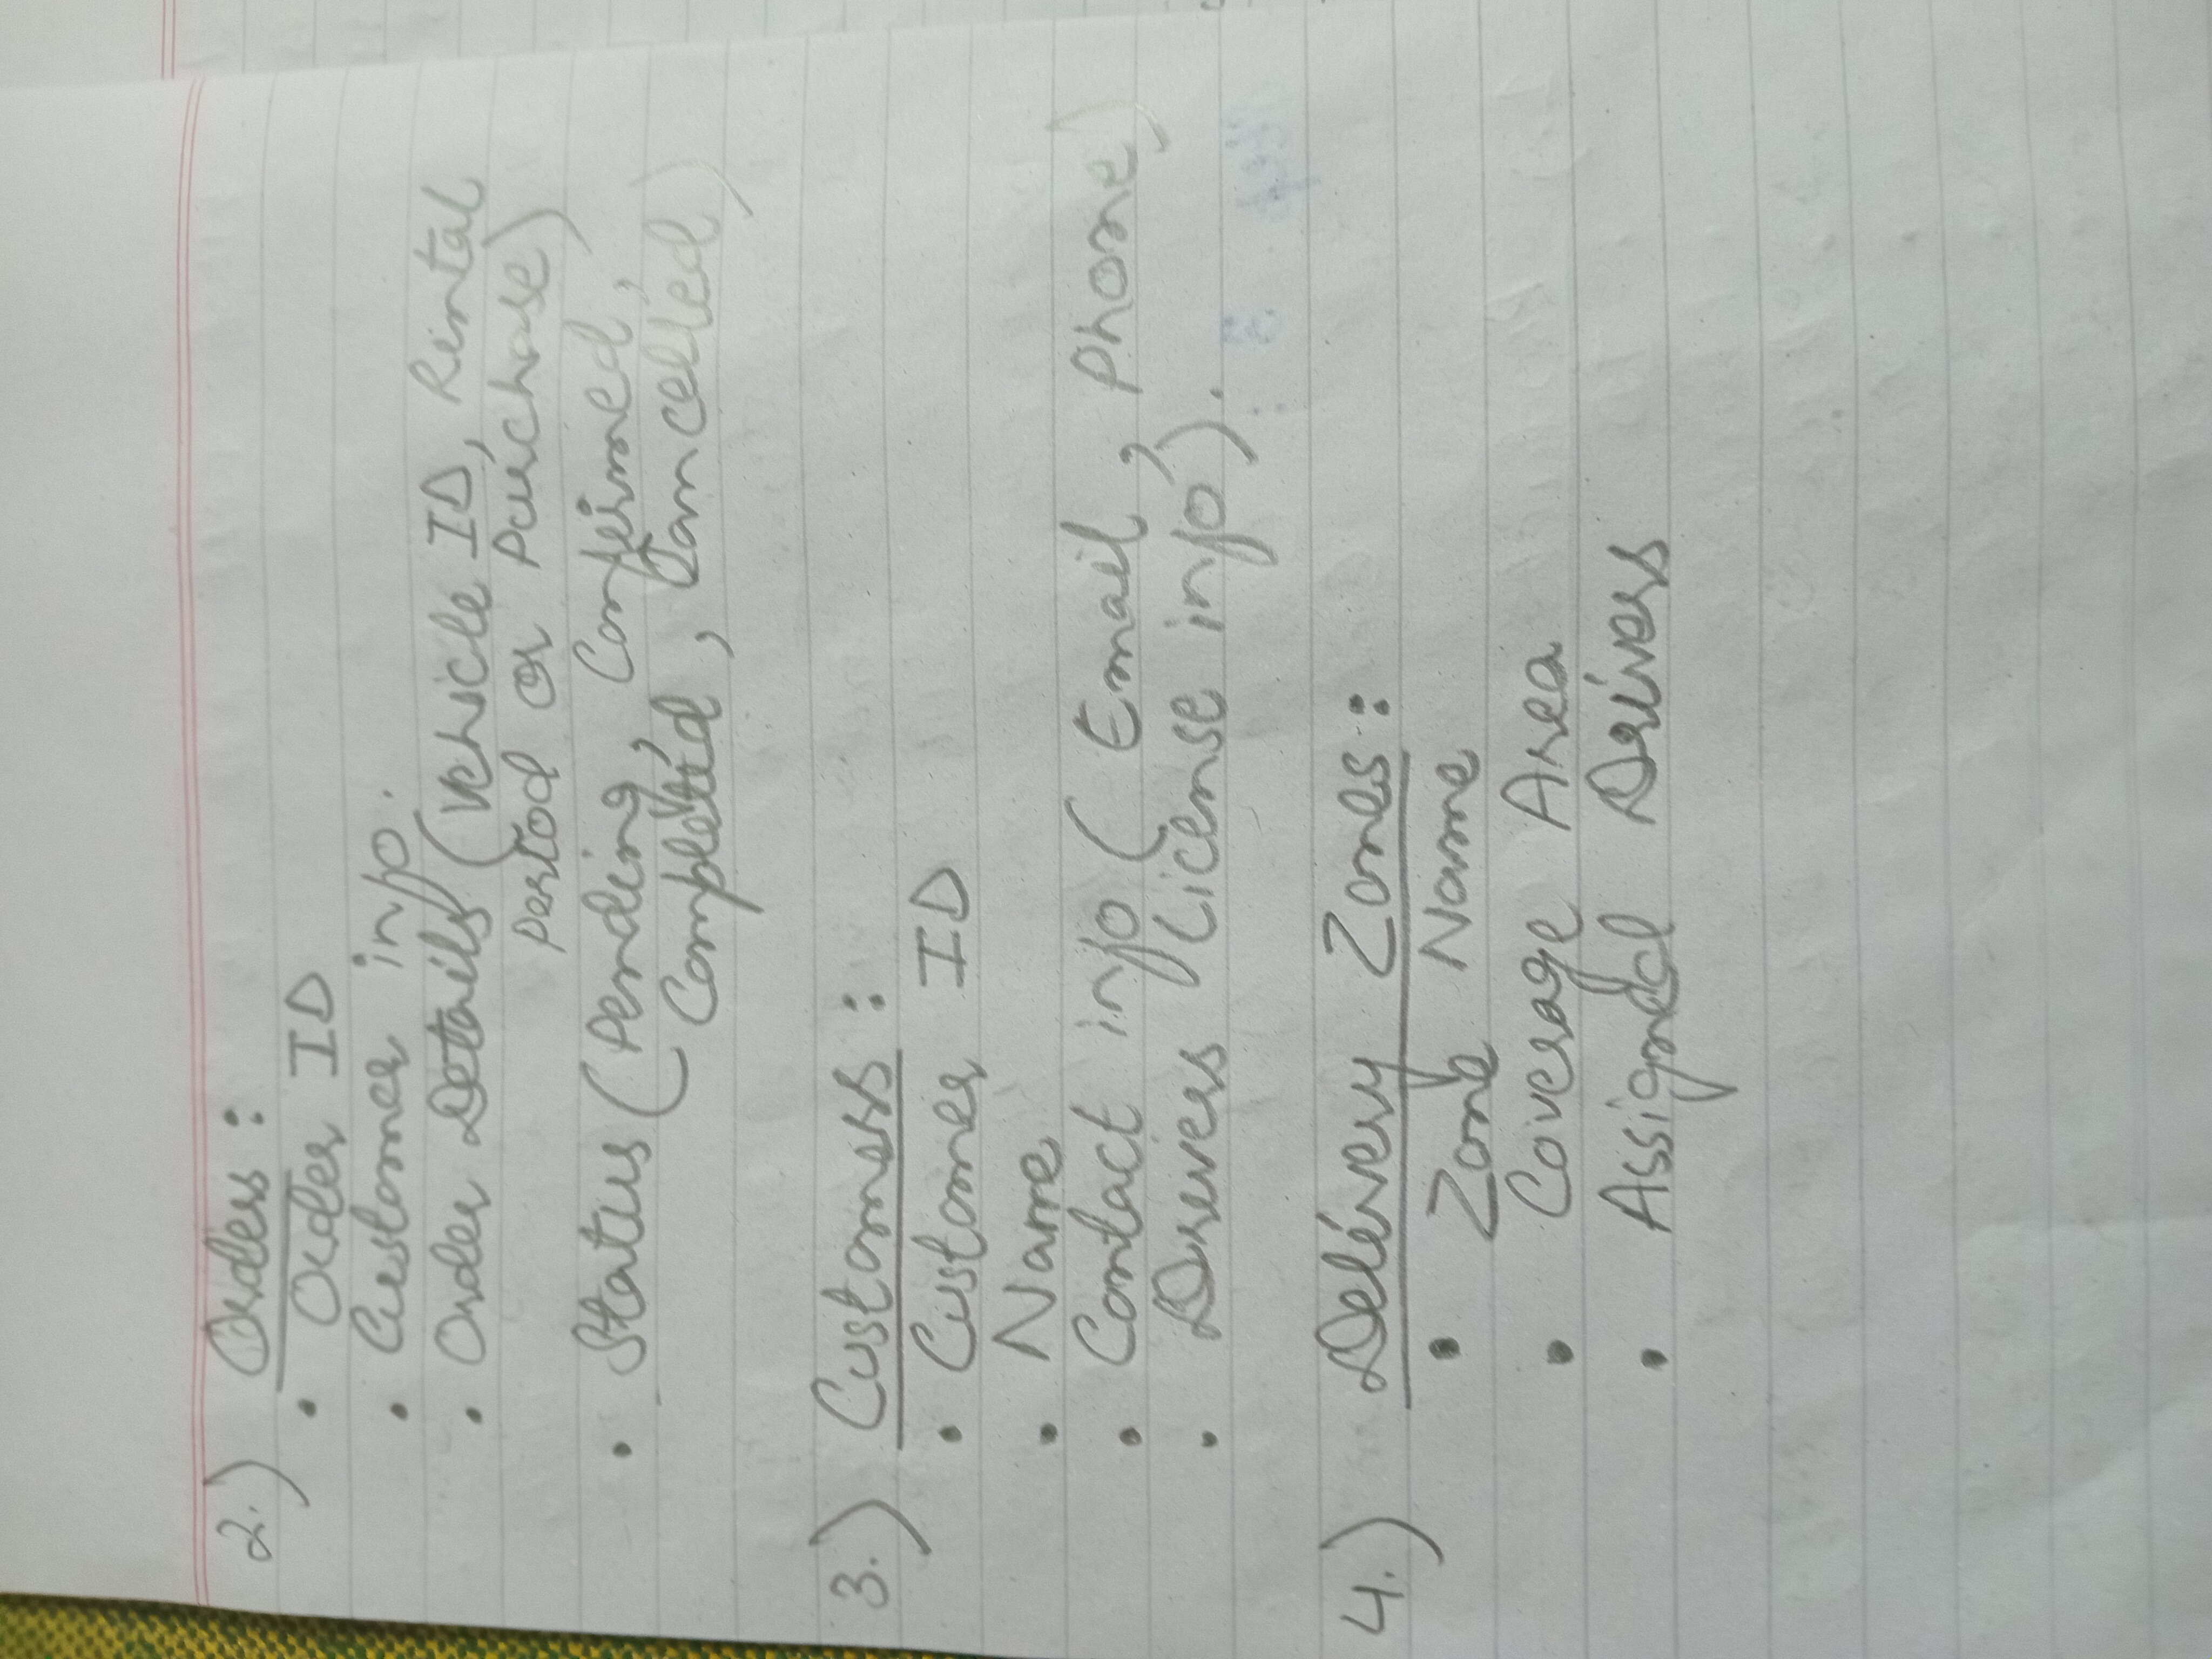 2.) Orders :
• Order ID
• Customer info.
• Order Details (Vehicle ID, Rental
Period or Purchase)
• Status (Pending, Confirmed,
Completed, Cancelled)
3.) Customers :
• Customer ID
• Name
• Contact info ( Email , Phone)
• Drivers License info).
4.) Delivery Zones :
• Zone Name
• Coverage Area
• Assigned Drivers